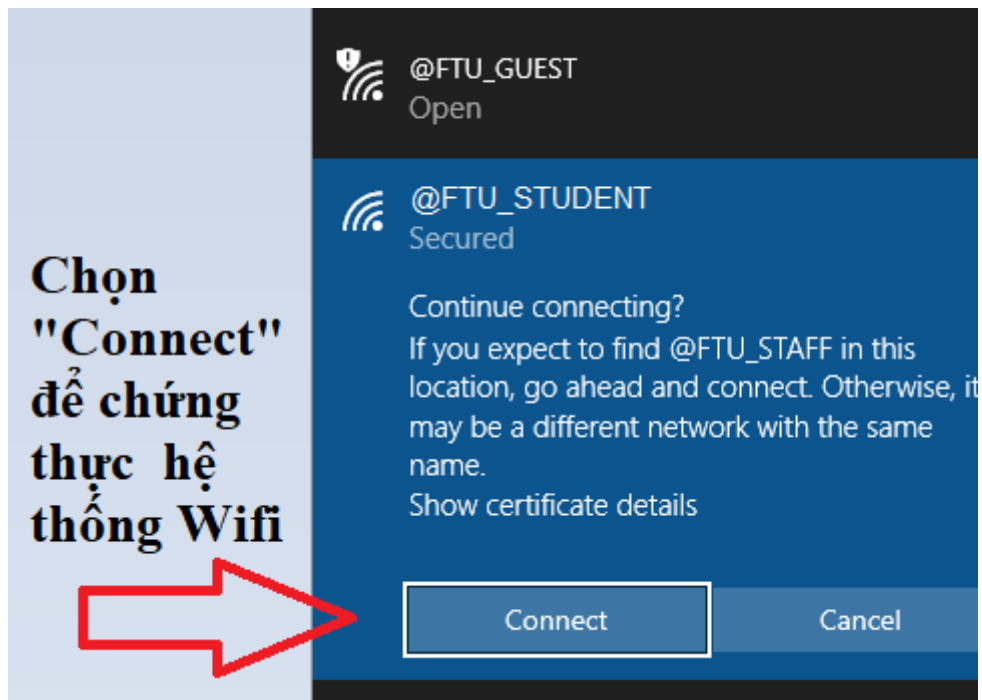 @FTU_GUEST
Open
@FTU_STUDENT
Secured
Chọn
"Connect"
để chứng
thực hệ
thống Wifi
Continue connecting?
If you expect to find @FTU_STAFF in this
location, go ahead and connect. Otherwise, it
may be a different network with the same
name.
Show certificate details
Connect
Cancel